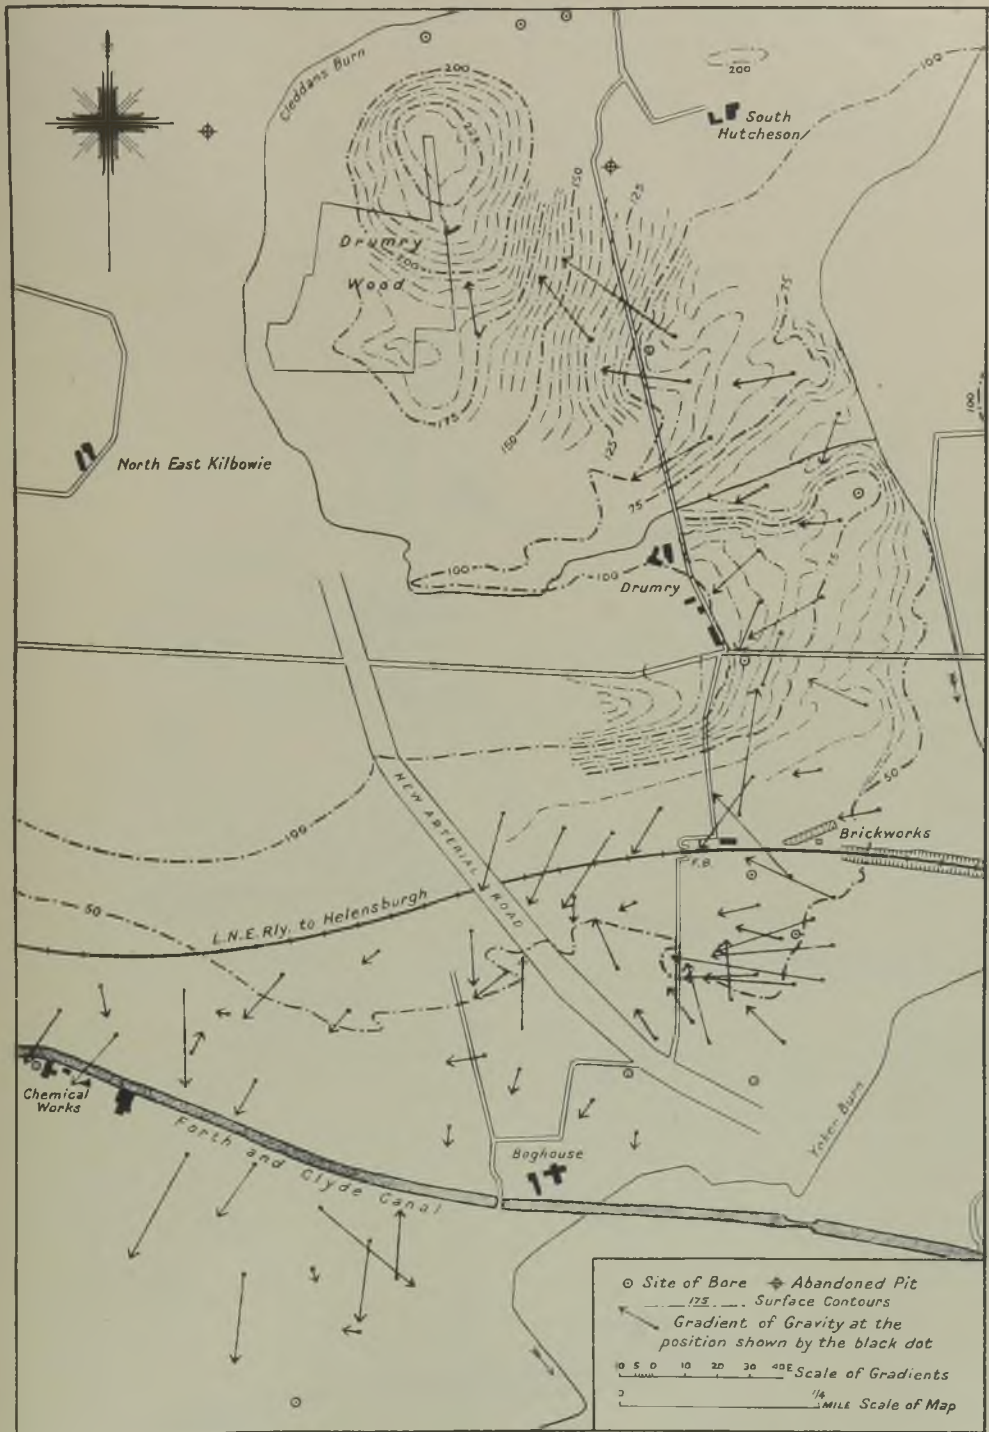 Cleddans Burn
200
225
200
100
South
Hutcheson
150
125
Drumry
200
Wood
75
175
150
125
100
North East Kilbowie
75
100
100
Drumry
75
NEW ARTERIAL ROAD
50
100
Brickworks
F.B.
50
L.N.E.Rly. to Helensburgh
Chemical
Works
Forth and Clyde Canal
Boghouse
Yoker Burn
Site of Bore Abandoned Pit
175 Surface Contours
Gradient of Gravity at the
position shown by the black dot
10 5 0 10 20 30 40E Scale of Gradients
0 1/4 MILE Scale of Map